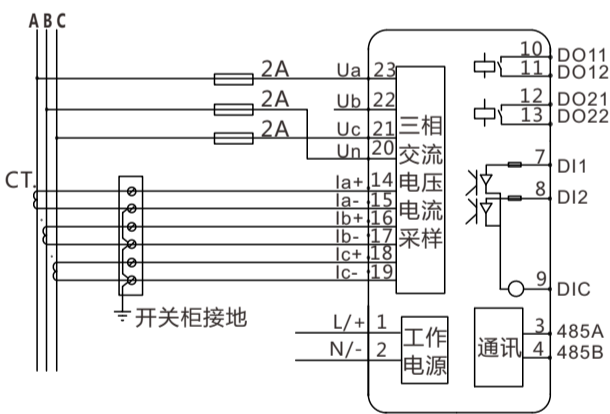 A B C
2A Ua 23
2A Ub 22
2A Uc 21
Un 20
三相
交流
电压
电流
采样
CT.
Ia+ 14
Ia- 15
Ib+ 16
Ib- 17
Ic+ 18
Ic- 19
开关柜接地
L/+ 1
N/- 2
工作
电源
10 DO11
11 DO12
12 DO21
13 DO22
7 DI1
8 DI2
9 DIC
通讯
3 485A
4 485B